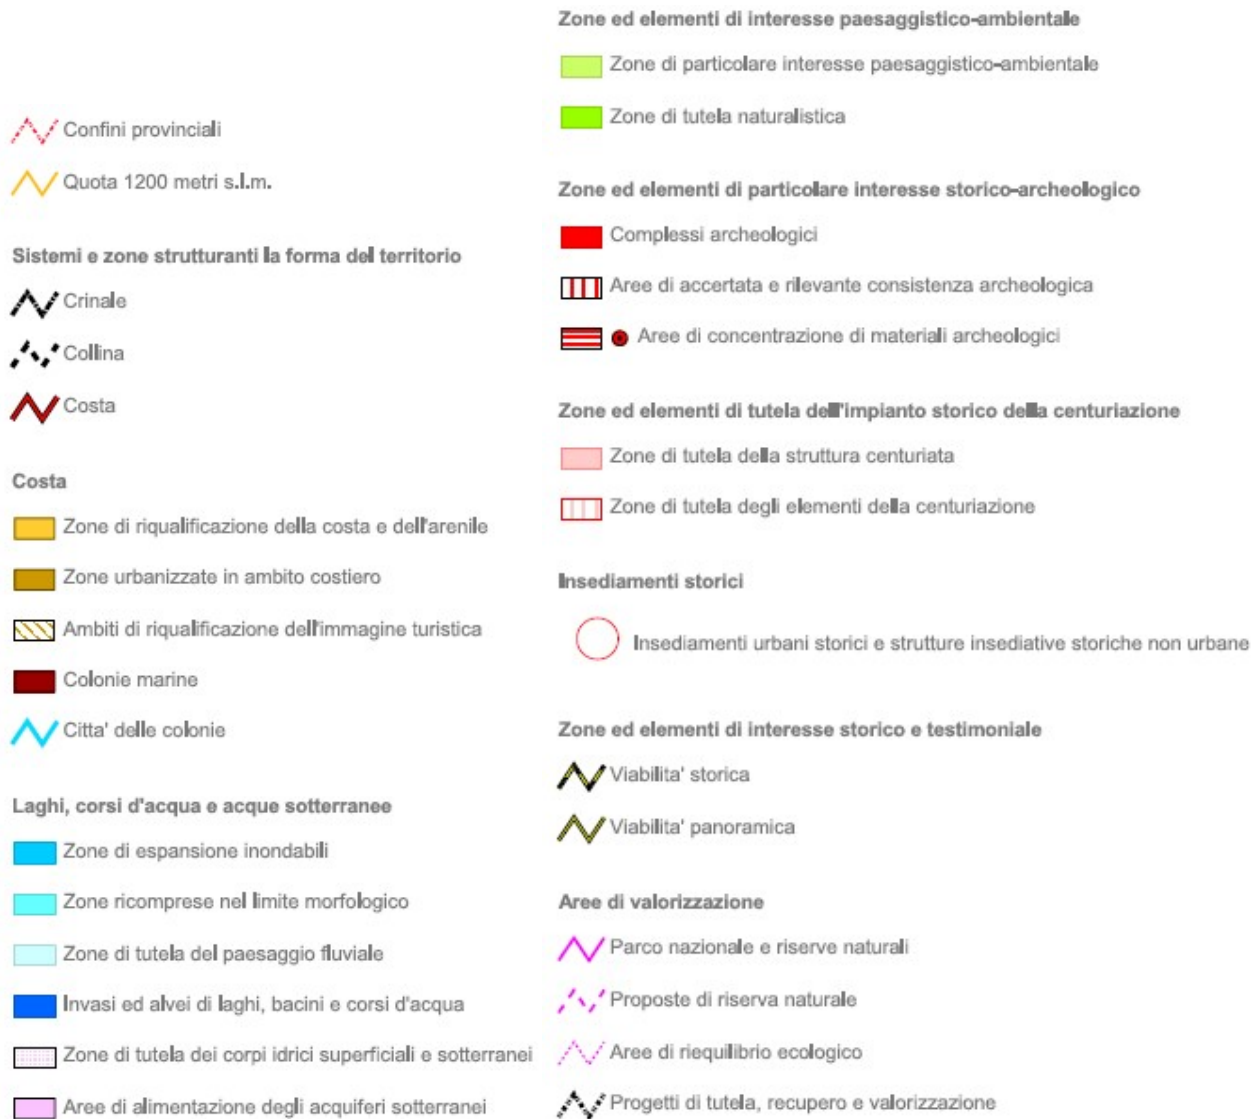 Confini provinciali
Quota 1200 metri s.l.m.
Sistemi e zone strutturanti la forma del territorio
Crinale
Collina
Costa
Costa
Zone di riqualificazione della costa e dell'arenile
Zone urbanizzate in ambito costiero
Ambiti di riqualificazione dell'immagine turistica
Colonie marine
Citta' delle colonie
Laghi, corsi d'acqua e acque sotterranee
Zone di espansione inondabili
Zone ricomprese nel limite morfologico
Zone di tutela del paesaggio fluviale
Invasi ed alvei di laghi, bacini e corsi d'acqua
Zone di tutela dei corpi idrici superficiali e sotterranei
Aree di alimentazione degli acquiferi sotterranei
Zone ed elementi di interesse paesaggistico-ambientale
Zone di particolare interesse paesaggistico-ambientale
Zone di tutela naturalistica
Zone ed elementi di particolare interesse storico-archeologico
Complessi archeologici
Aree di accertata e rilevante consistenza archeologica
Aree di concentrazione di materiali archeologici
Zone ed elementi di tutela dell'impianto storico della centuriazione
Zone di tutela della struttura centuriata
Zone di tutela degli elementi della centuriazione
Insediamenti storici
Insediamenti urbani storici e strutture insediative storiche non urbane
Zone ed elementi di interesse storico e testimoniale
Viabilita' storica
Viabilita' panoramica
Aree di valorizzazione
Parco nazionale e riserve naturali
Proposte di riserva naturale
Aree di riequilibrio ecologico
Progetti di tutela, recupero e valorizzazione